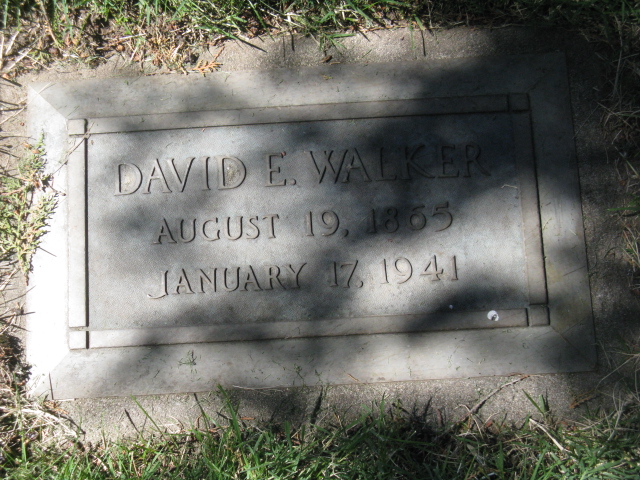 DAVID E. WALKER
AUGUST 19, 1865
JANUARY 17, 1941